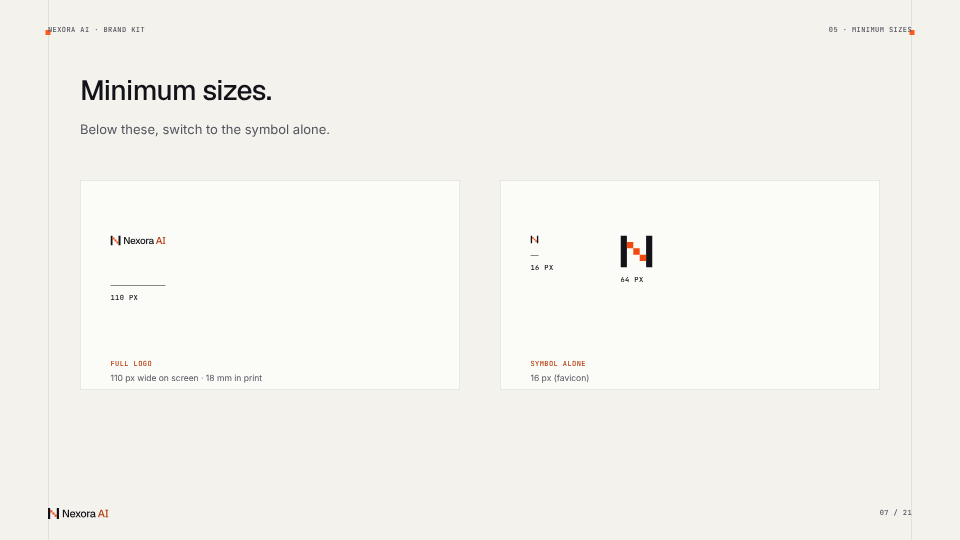 NEXORA AI · BRAND KIT
05 · MINIMUM SIZES
Minimum sizes.
Below these, switch to the symbol alone.
Nexora AI
110 PX
FULL LOGO
110 px wide on screen · 18 mm in print
16 PX
64 PX
SYMBOL ALONE
16 px (favicon)
Nexora AI
07 / 21